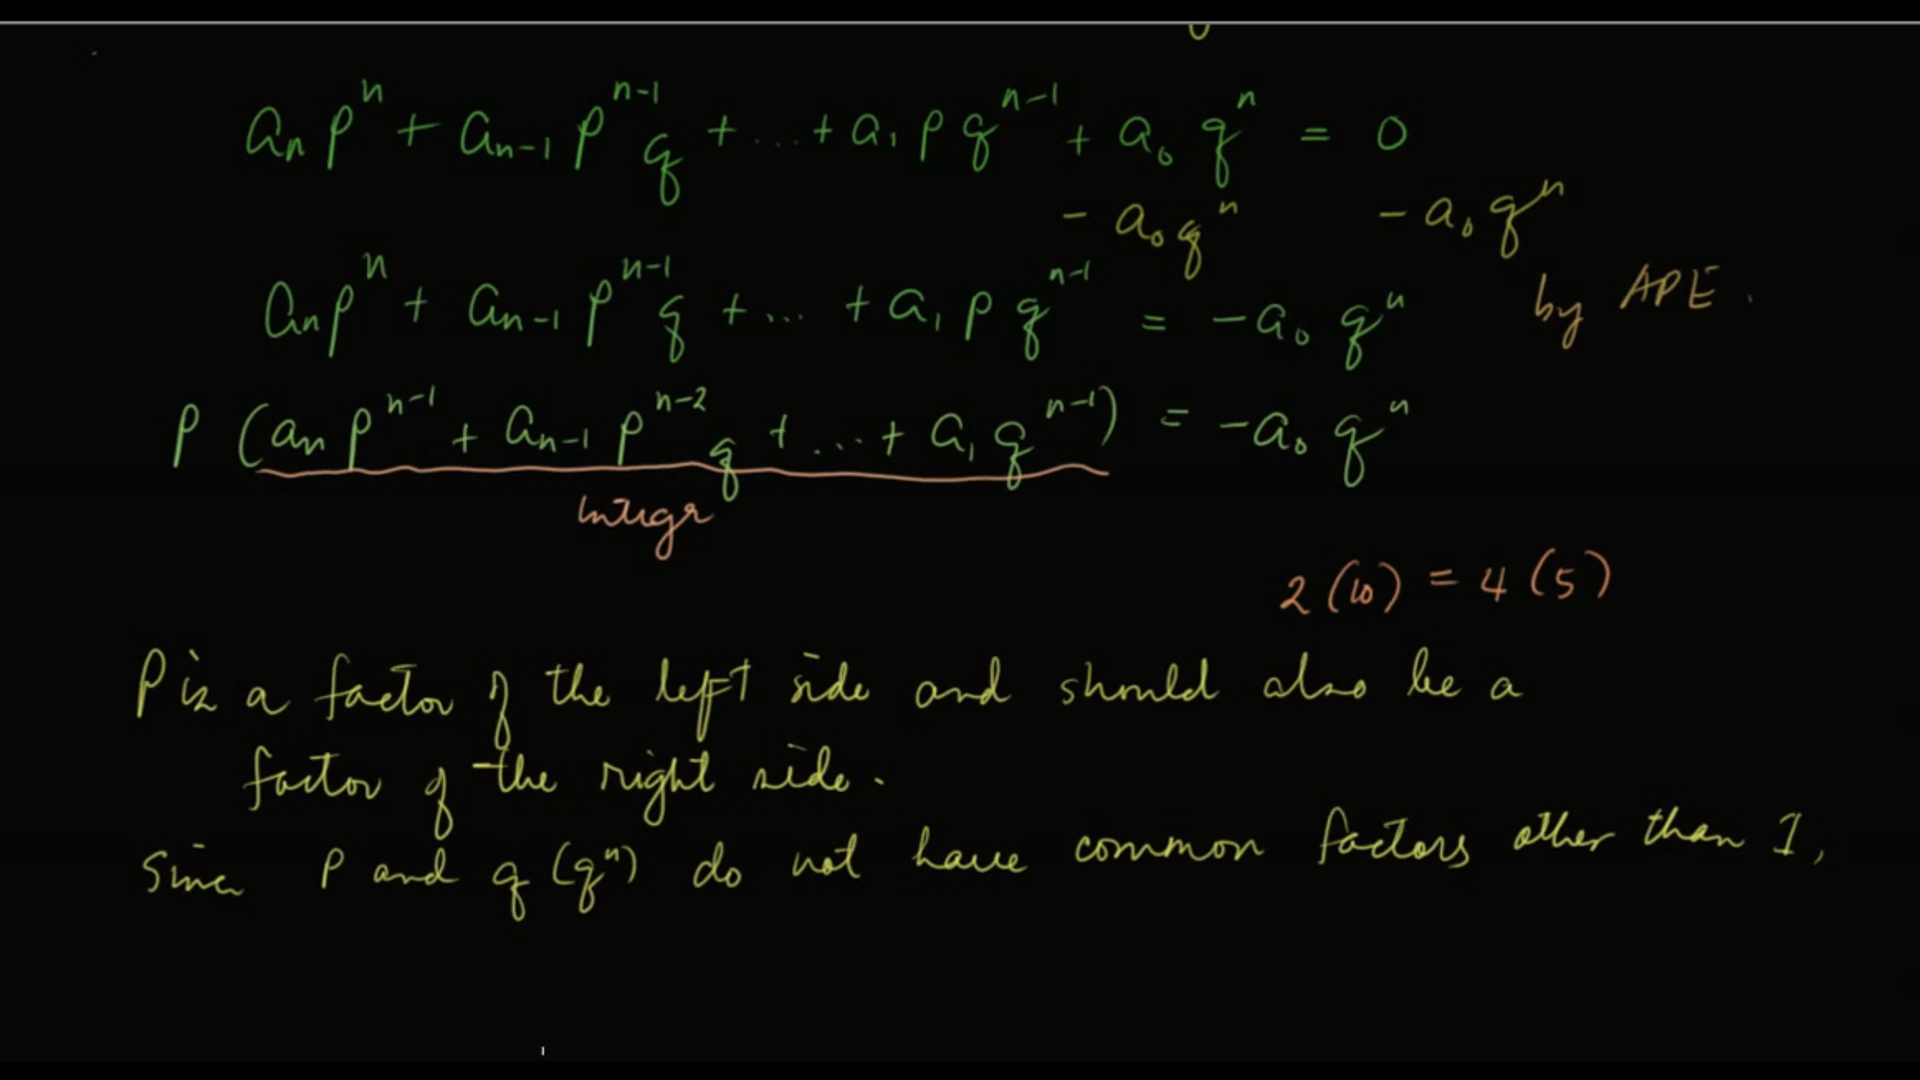 aₙpⁿ + aₙ₋₁pⁿ⁻¹q + ... + a₁pqⁿ⁻¹ + a₀qⁿ = 0
- a₀qⁿ - a₀qⁿ
by APE.
aₙpⁿ + aₙ₋₁pⁿ⁻¹q + ... + a₁pqⁿ⁻¹ = -a₀qⁿ
P (aₙpⁿ⁻¹ + aₙ₋₁pⁿ⁻²q + ... + a₁qⁿ⁻¹) = -a₀qⁿ
Integr
2 (10) = 4 (5)
P is a factor of the left side and should also be a
factor of the right side.
Since P and q (qⁿ) do not have common factors other than 1,